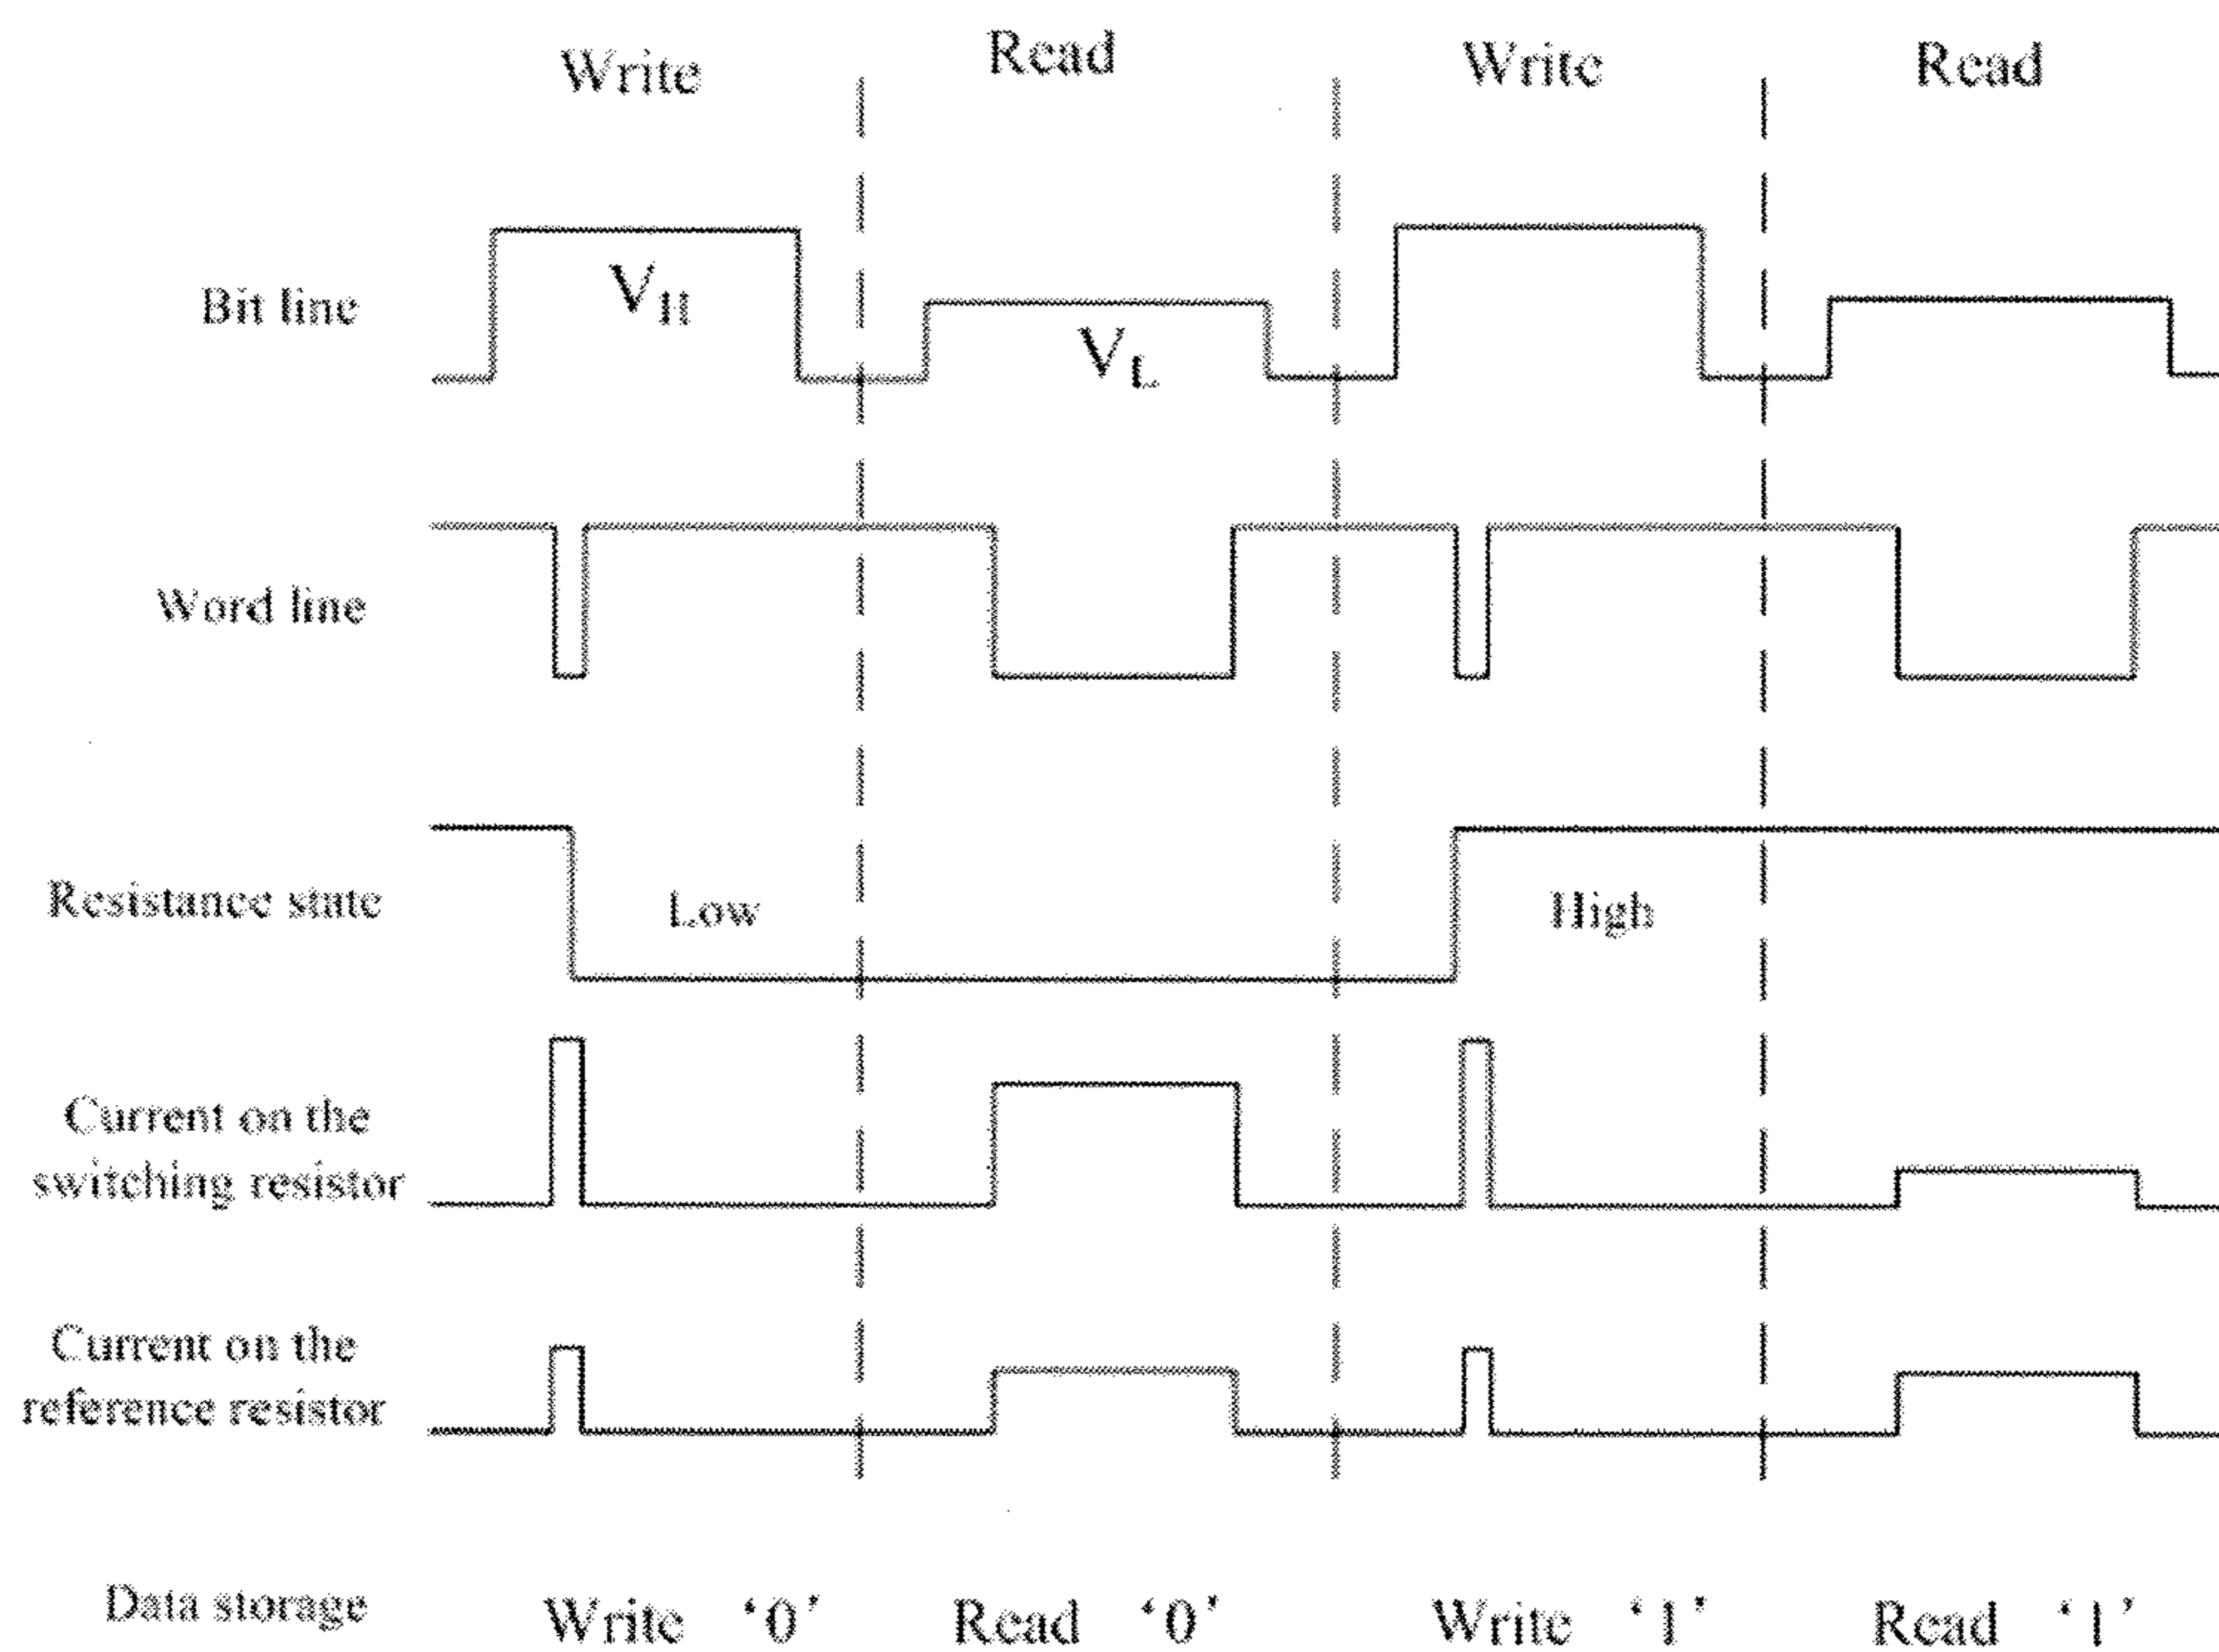 Write Read Write Read
Bit line
V_H
V_L
Word line
Resistance state
Low
High
Current on the
switching resistor
Current on the
reference resistor
Data storage Write '0' Read '0' Write '1' Read '1'